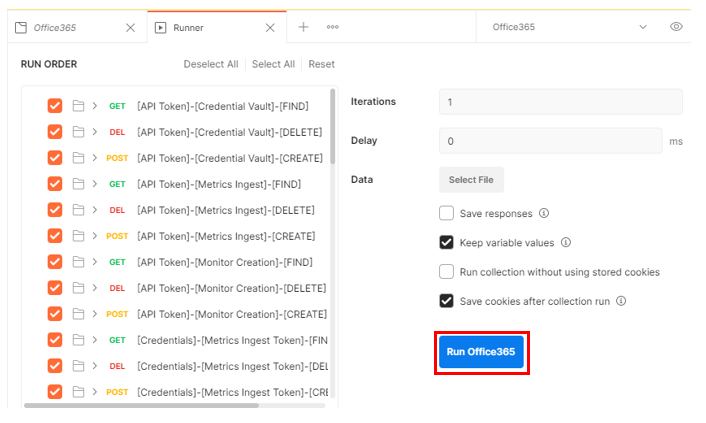 Office365
Runner
Office365
RUN ORDER
Deselect All
Select All
Reset
GET [API Token]-[Credential Vault]-[FIND]
DEL [API Token]-[Credential Vault]-[DELETE]
POST [API Token]-[Credential Vault]-[CREATE]
GET [API Token]-[Metrics Ingest]-[FIND]
DEL [API Token]-[Metrics Ingest]-[DELETE]
POST [API Token]-[Metrics Ingest]-[CREATE]
GET [API Token]-[Monitor Creation]-[FIND]
DEL [API Token]-[Monitor Creation]-[DELETE]
POST [API Token]-[Monitor Creation]-[CREATE]
GET [Credentials]-[Metrics Ingest Token]-[FIN
DEL [Credentials]-[Metrics Ingest Token]-[DEL
POST [Credentials]-[Metrics Ingest Token]-[CRE
Iterations 1
Delay 0 ms
Data Select File
Save responses
Keep variable values
Run collection without using stored cookies
Save cookies after collection run
Run Office365